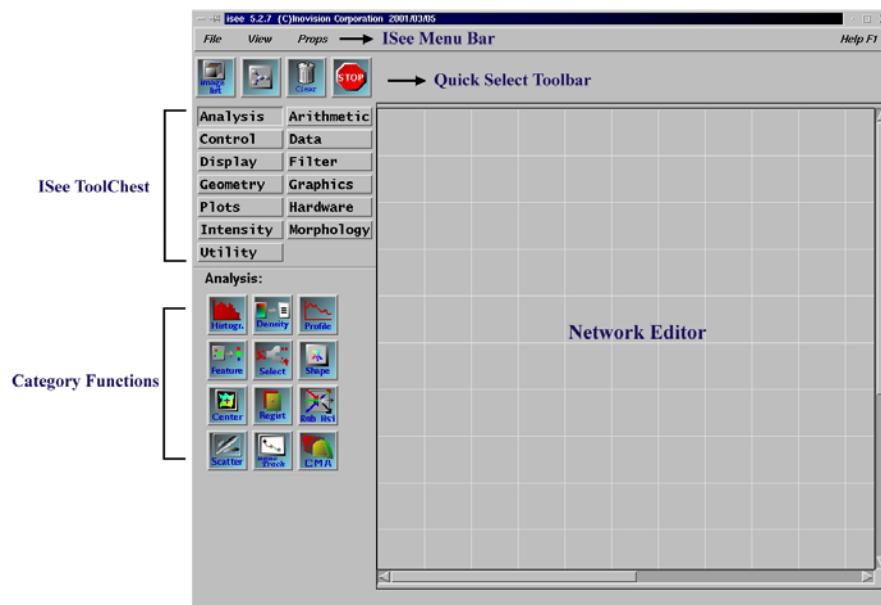 isee 5.2.7 (C)Inovision Corporation 2001/03/05
File View Props ISee Menu Bar Help F1
Clear STOP Quick Select Toolbar
Analysis Arithmetic
Control Data
Display Filter
Geometry Graphics
ISee ToolChest
Plots Hardware
Intensity Morphology
Utility
Analysis:
Histogr. Density Profile
Network Editor
Feature Select Shape
Category Functions
Center Regist Rgb Hsi
Scatter Track CMA